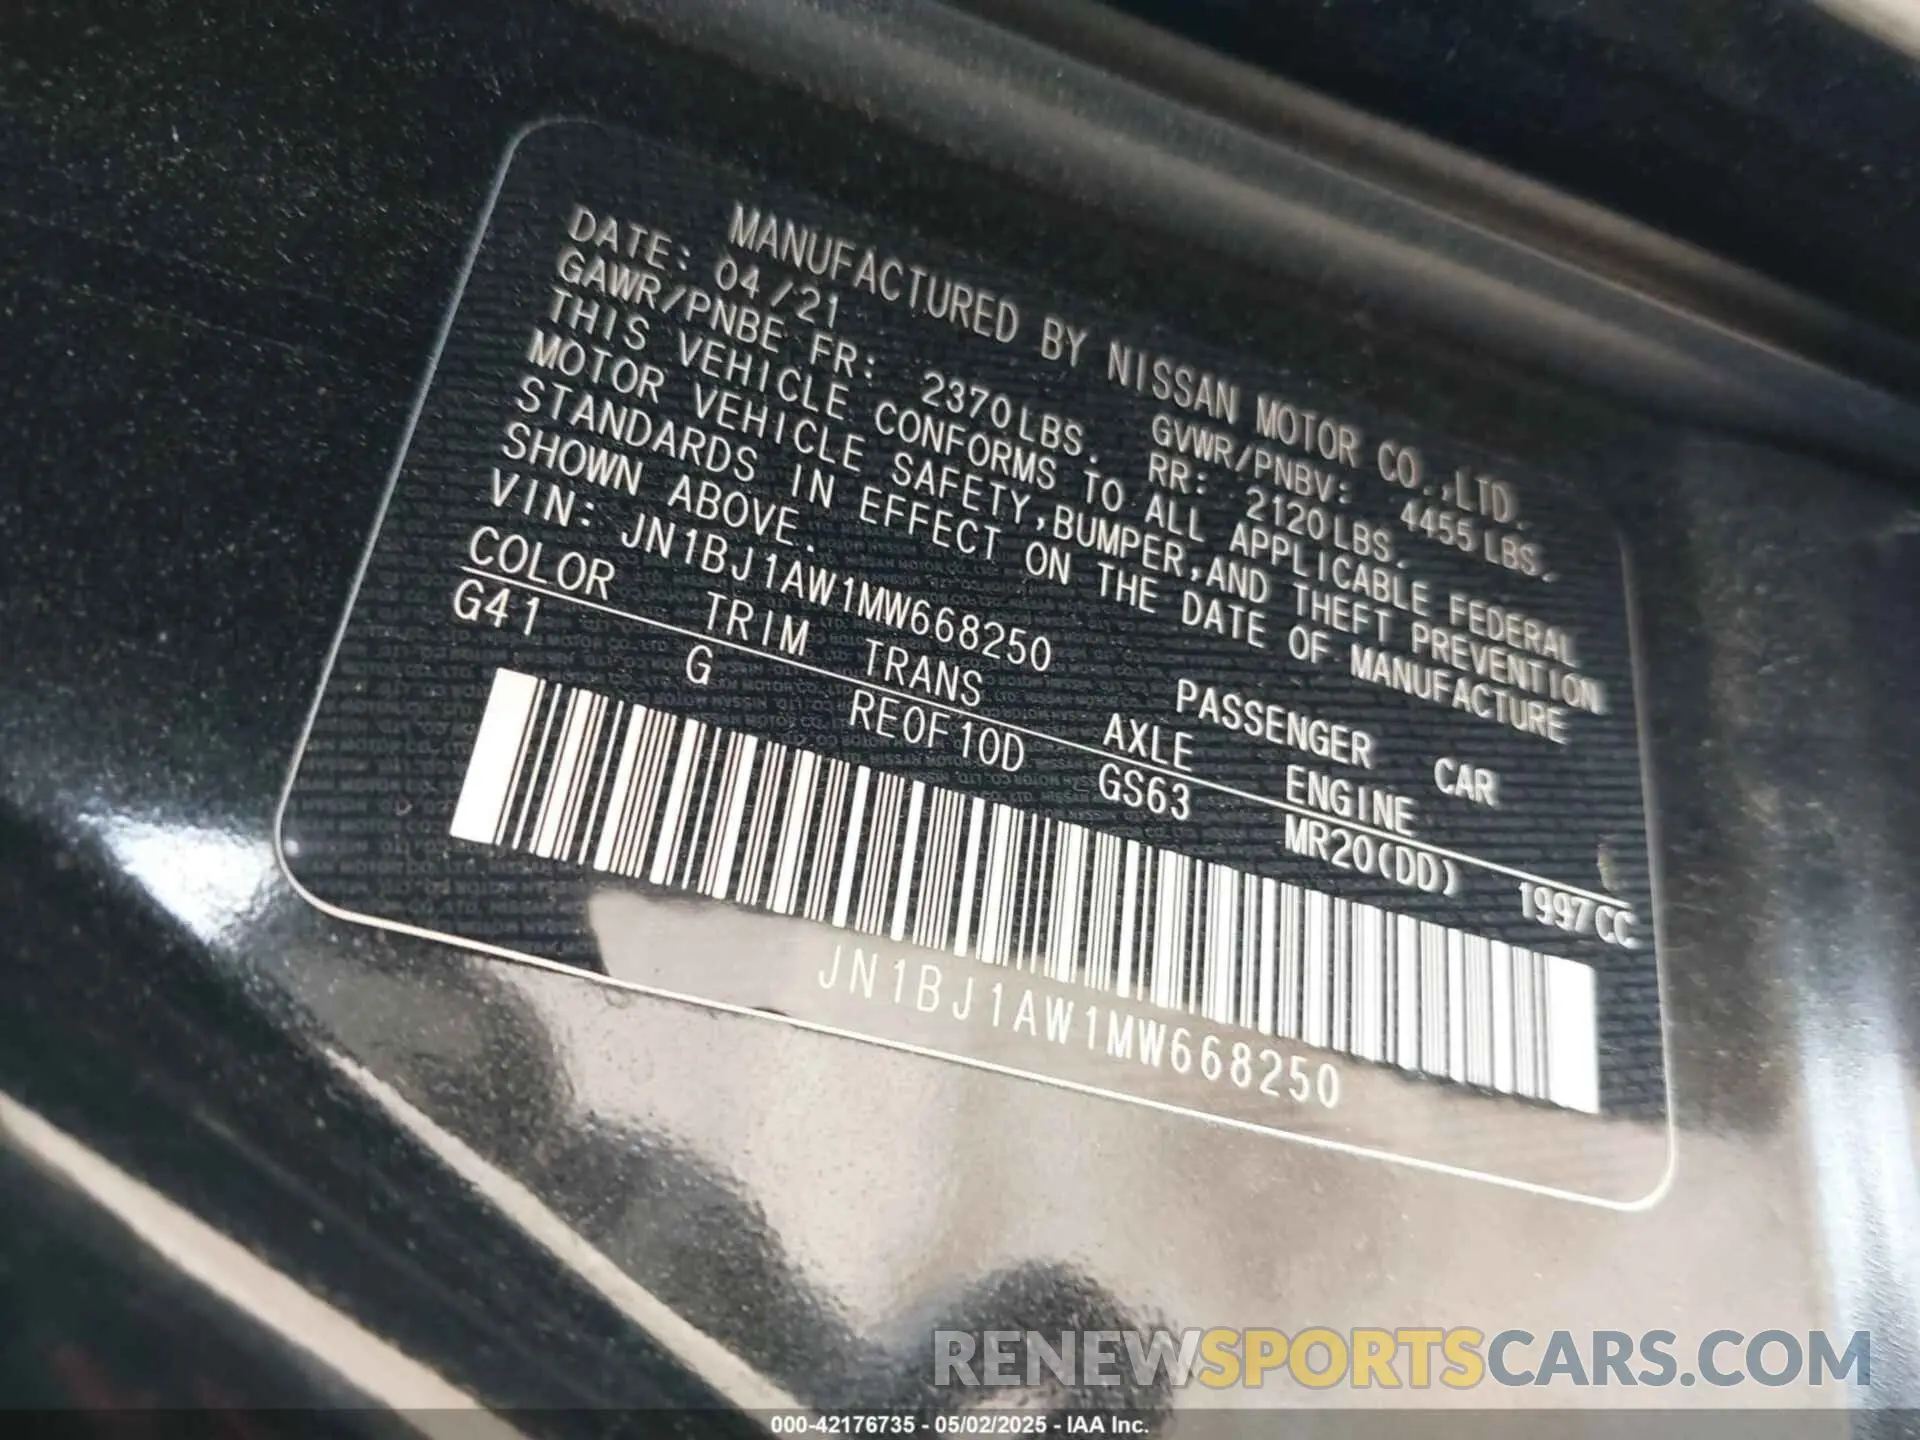 MANUFACTURED BY NISSAN MOTOR CO.,LTD.
DATE: 04/21 GVWR/PNBV: 4455 LBS.
GAWR/PNBE FR: 2370LBS. RR: 2120LBS.
THIS VEHICLE CONFORMS TO ALL APPLICABLE FEDERAL
MOTOR VEHICLE SAFETY,BUMPER,AND THEFT PREVENTION
STANDARDS IN EFFECT ON THE DATE OF MANUFACTURE
SHOWN ABOVE.
VIN: JN1BJ1AW1MW668250 PASSENGER CAR
COLOR TRIM TRANS AXLE ENGINE
G41 G RE0F10D GS63 MR20(DD) 1997CC
JN1BJ1AW1MW668250
RENEWSPORTSCARS.COM
000-42176735 - 05/02/2025 - IAA Inc.